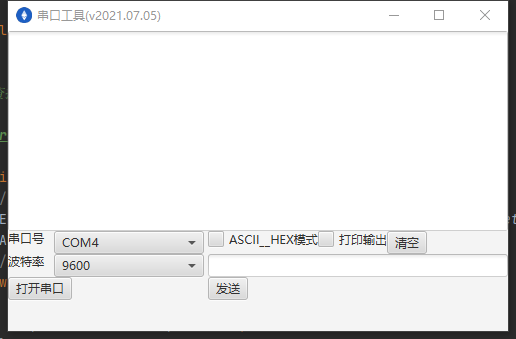 串口工具(v2021.07.05)
串口号 COM4 ASCII__HEX模式 打印输出 清空
波特率 9600
打开串口 发送